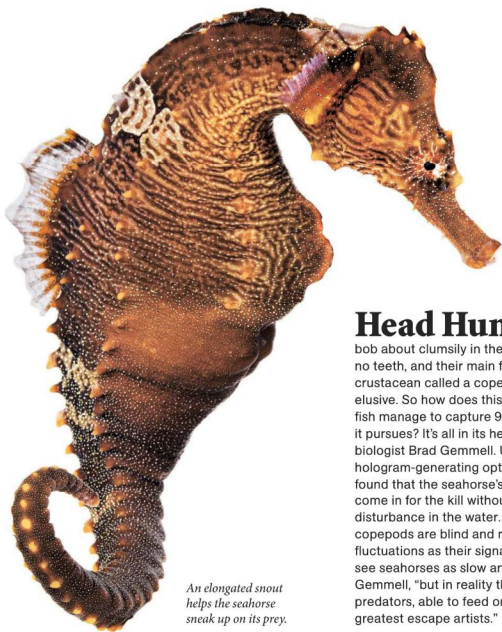 Head Hun
bob about clumsily in the
no teeth, and their main f
crustacean called a cope
elusive. So how does this
fish manage to capture 9
it pursues? It's all in its he
biologist Brad Gemmell. U
hologram-generating opt
found that the seahorse's
come in for the kill withou
disturbance in the water.
copepods are blind and r
fluctuations as their signa
see seahorses as slow an
Gemmell, "but in reality th
predators, able to feed or
greatest escape artists."
An elongated snout
helps the seahorse
sneak up on its prey.